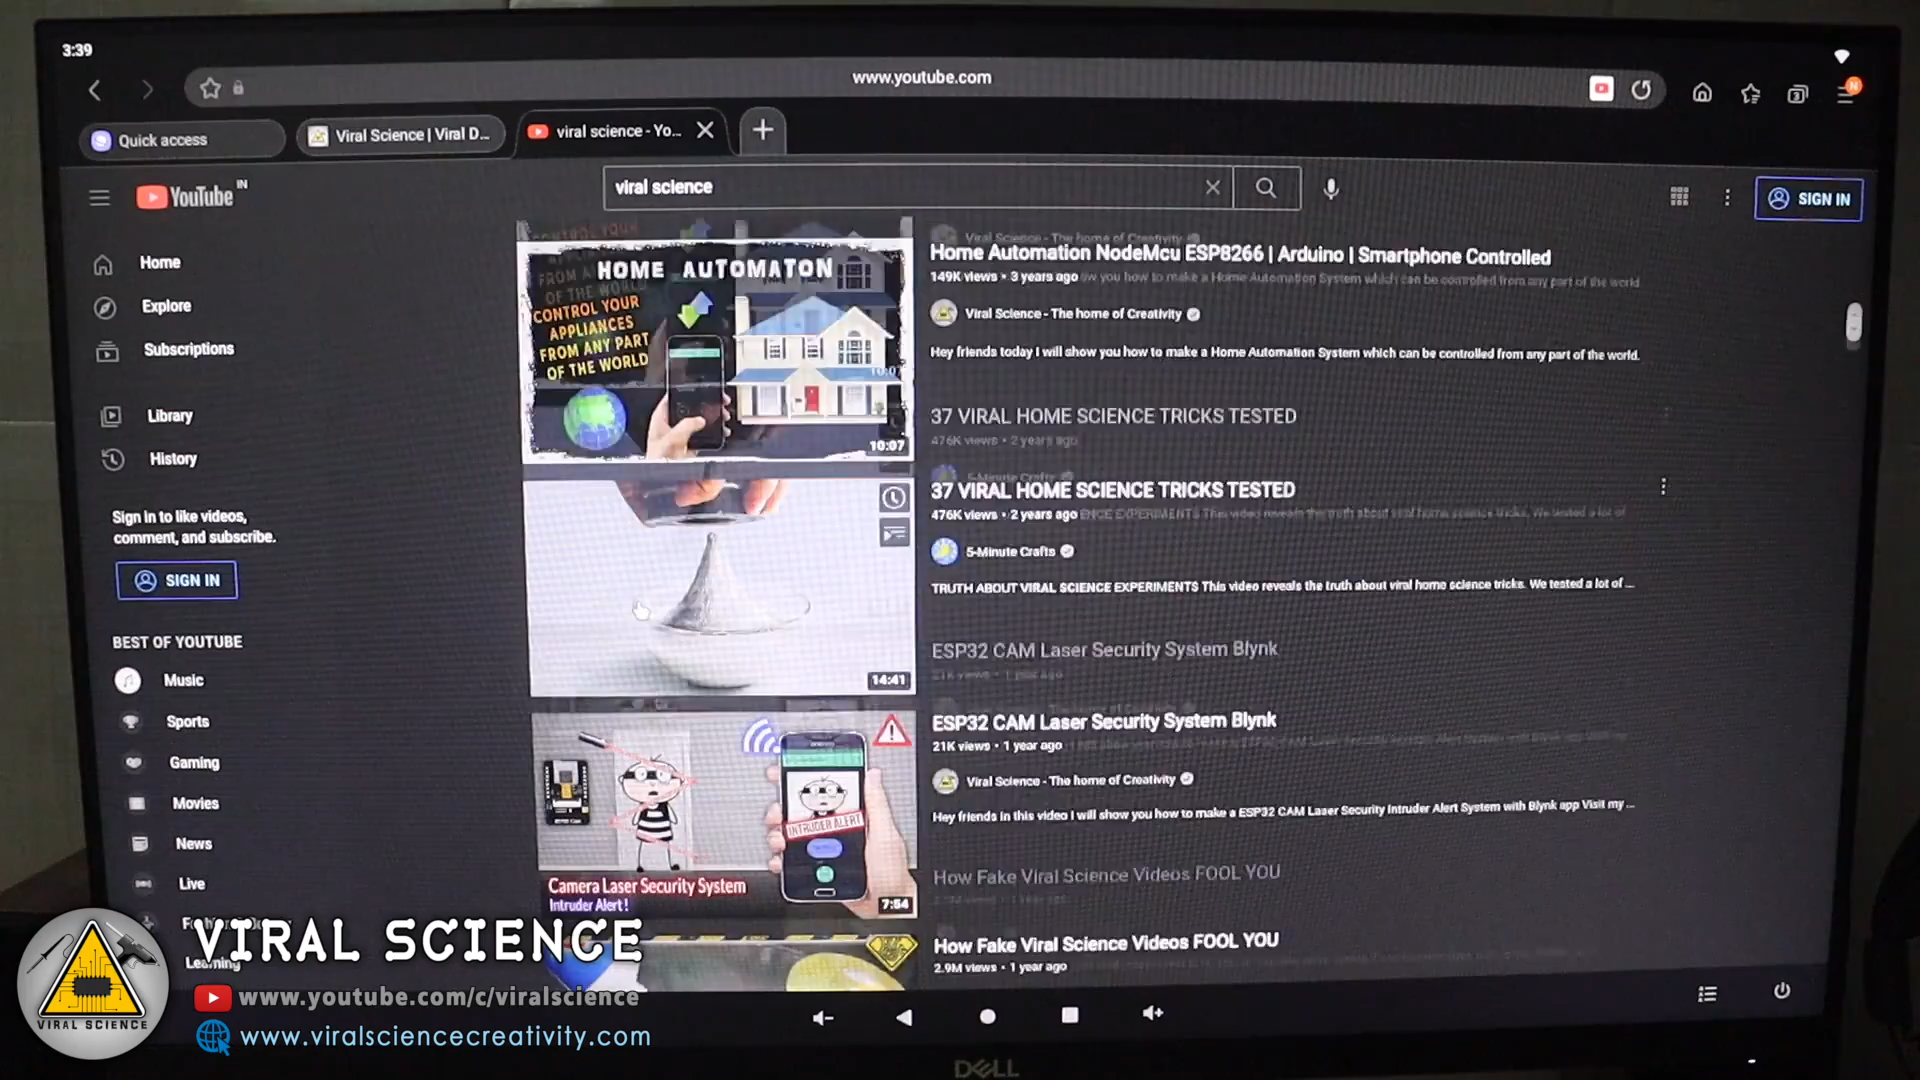 3:39
www.youtube.com
Quick access
Viral Science | Viral D...
viral science - Yo...
YouTube IN
viral science
SIGN IN
Home
Explore
Subscriptions
Library
History
Sign in to like videos,
comment, and subscribe.
SIGN IN
BEST OF YOUTUBE
Music
Sports
Gaming
Movies
News
Live
Learning
HOME AUTOMATON
CONTROL YOUR
APPLIANCES
FROM ANY PART
OF THE WORLD
10:07
Home Automation NodeMcu ESP8266 | Arduino | Smartphone Controlled
149K views • 3 years ago
Viral Science - The home of Creativity
Hey friends today I will show you how to make a Home Automation System which can be controlled from any part of the world.
37 VIRAL HOME SCIENCE TRICKS TESTED
476K views • 2 years ago
14:41
37 VIRAL HOME SCIENCE TRICKS TESTED
476K views • 2 years ago
5-Minute Crafts
TRUTH ABOUT VIRAL SCIENCE EXPERIMENTS This video reveals the truth about viral home science tricks. We tested a lot of ...
ESP32 CAM Laser Security System Blynk
21K views • 1 year ago
INTRUDER ALERT
Camera Laser Security System
Intruder Alert!
7:54
ESP32 CAM Laser Security System Blynk
21K views • 1 year ago
Viral Science - The home of Creativity
Hey friends in this video I will show you how to make a ESP32 CAM Laser Security Intruder Alert System with Blynk app Visit my ...
How Fake Viral Science Videos FOOL YOU
How Fake Viral Science Videos FOOL YOU
2.9M views • 1 year ago
VIRAL SCIENCE
VIRAL SCIENCE
www.youtube.com/c/viralscience
www.viralsciencecreativity.com
DELL